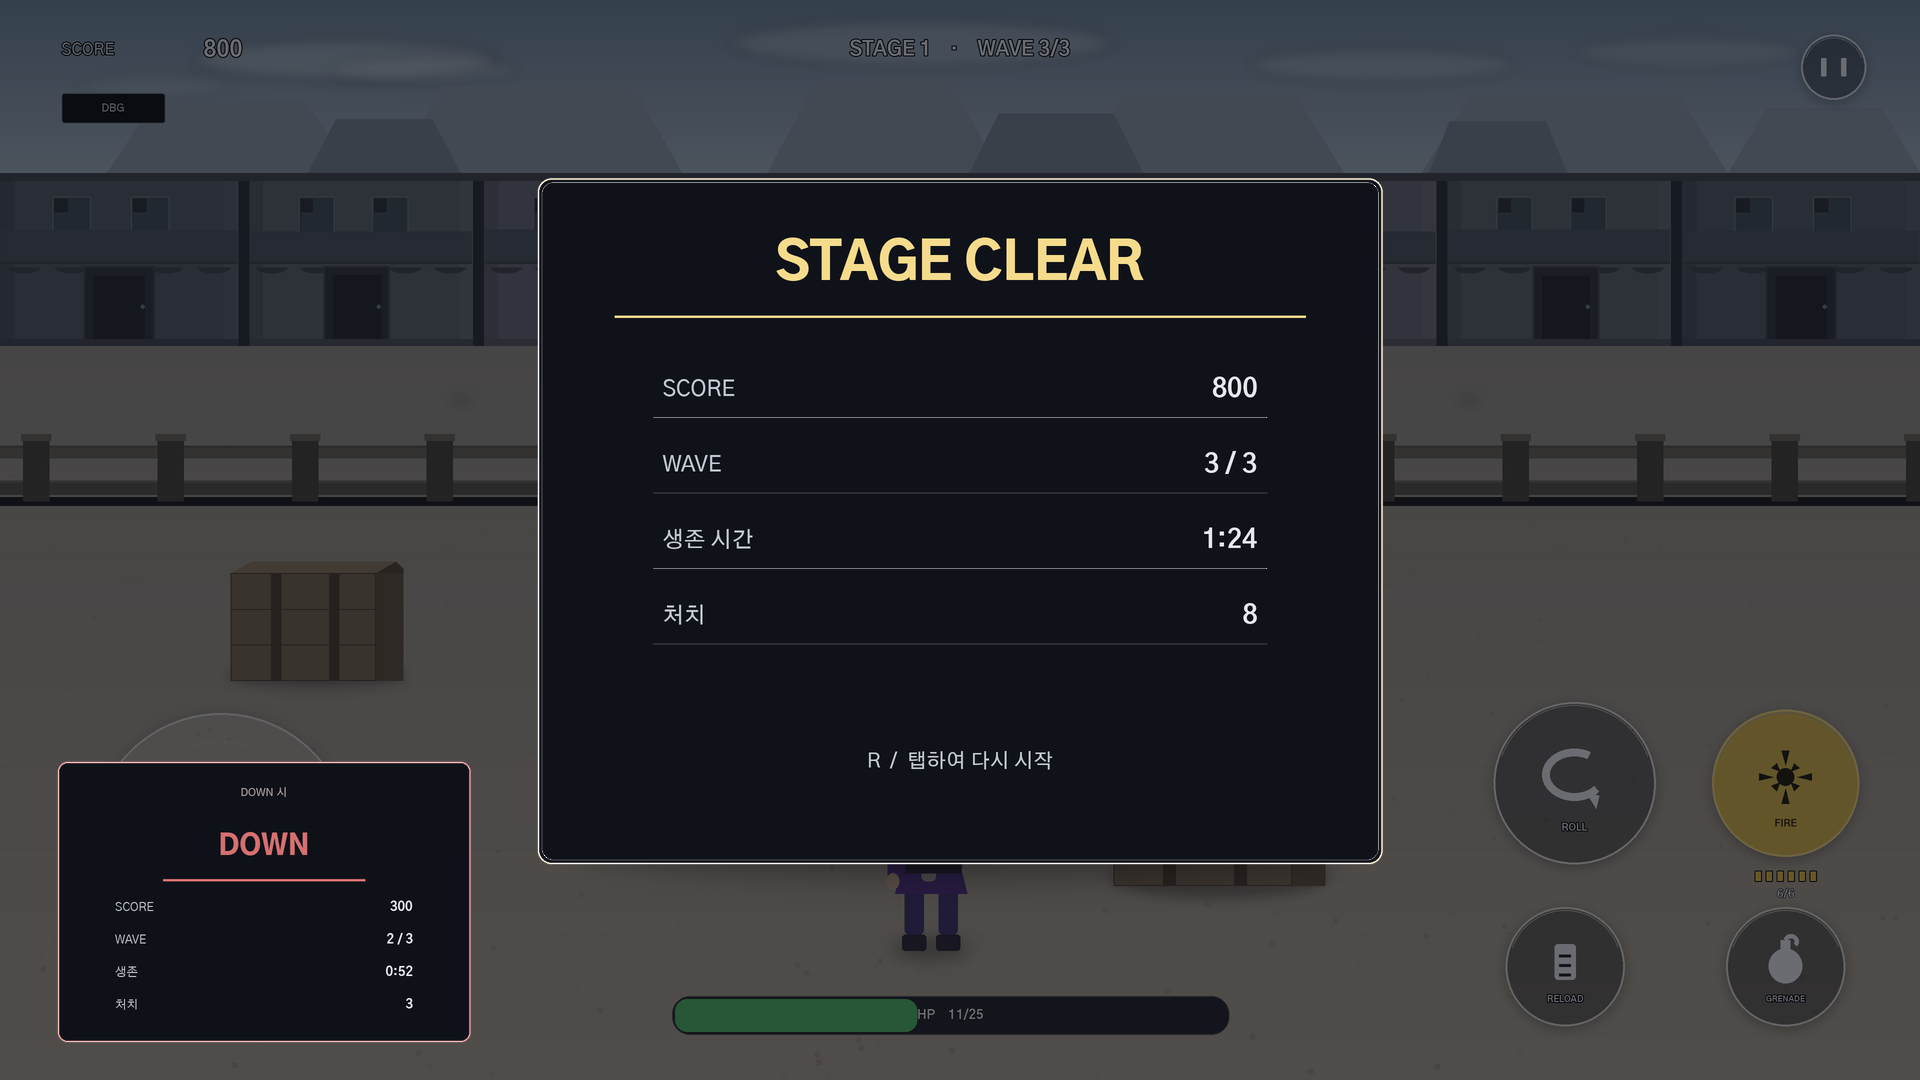 SCORE 800
STAGE 1 · WAVE 3/3
DBG
STAGE CLEAR
SCORE 800
WAVE 3 / 3
생존 시간 1:24
처치 8
R / 탭하여 다시 시작
DOWN 시
DOWN
SCORE 300
WAVE 2 / 3
생존 0:52
처치 3
HP 11/25
ROLL
FIRE
6/6
RELOAD
GRENADE